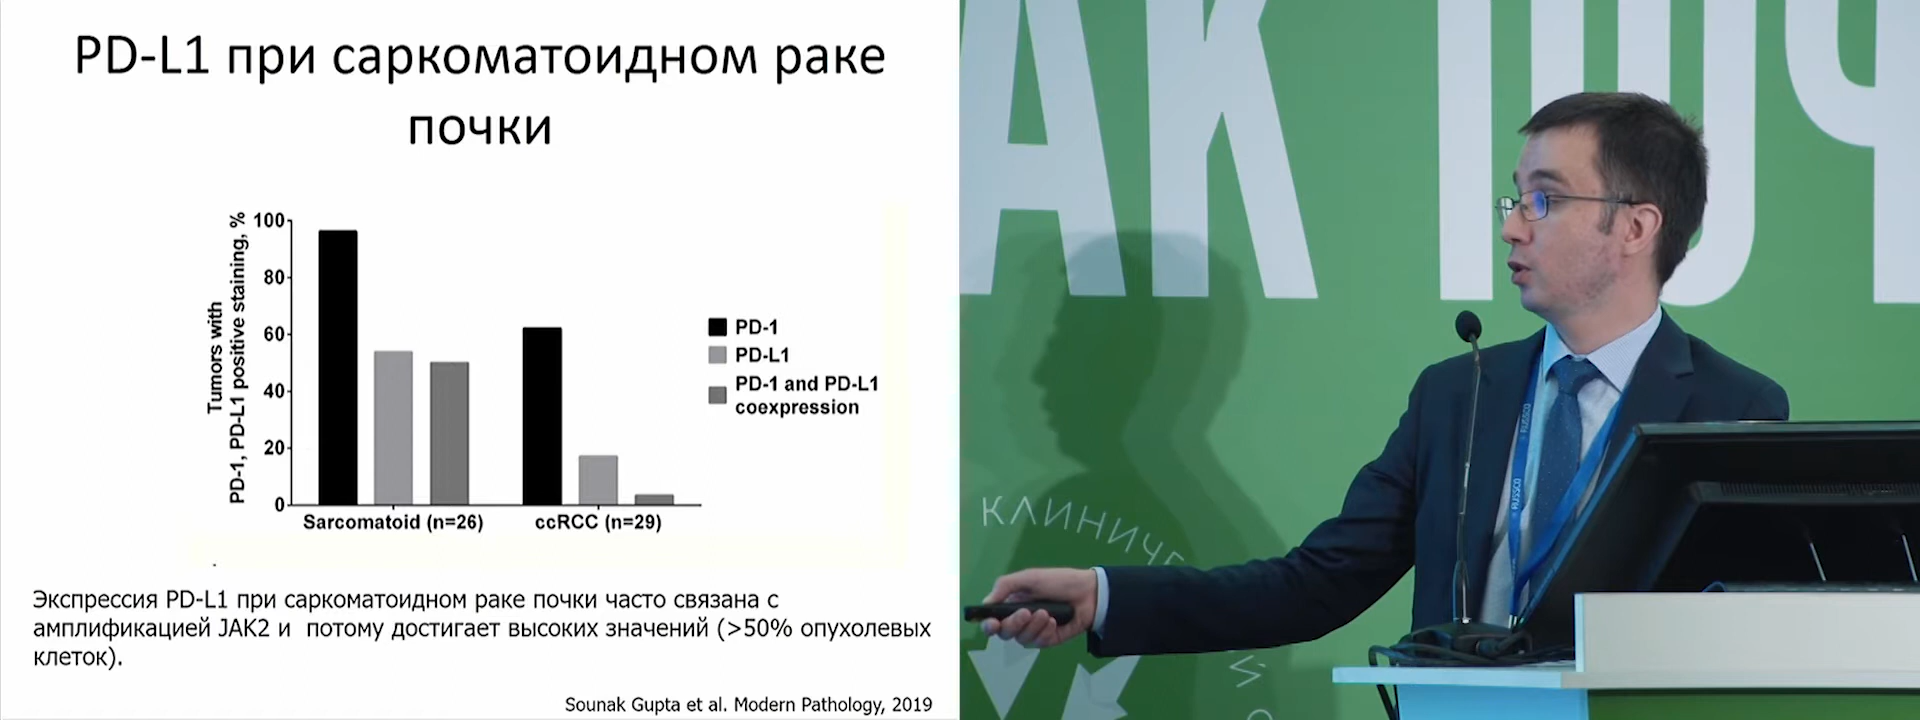 PD-L1 при саркоматоидном раке
почки
Tumors with
PD-1, PD-L1 positive staining, %
100
80
60
40
20
0
Sarcomatoid (n=26)
ccRCC (n=29)
PD-1
PD-L1
PD-1 and PD-L1
coexpression
Экспрессия PD-L1 при саркоматоидном раке почки часто связана с
амплификацией JAK2 и потому достигает высоких значений (>50% опухолевых
клеток).
Sounak Gupta et al. Modern Pathology, 2019
АК ПОЧ
КЛИНИЧЕ
RUSSCO
RUSSCO